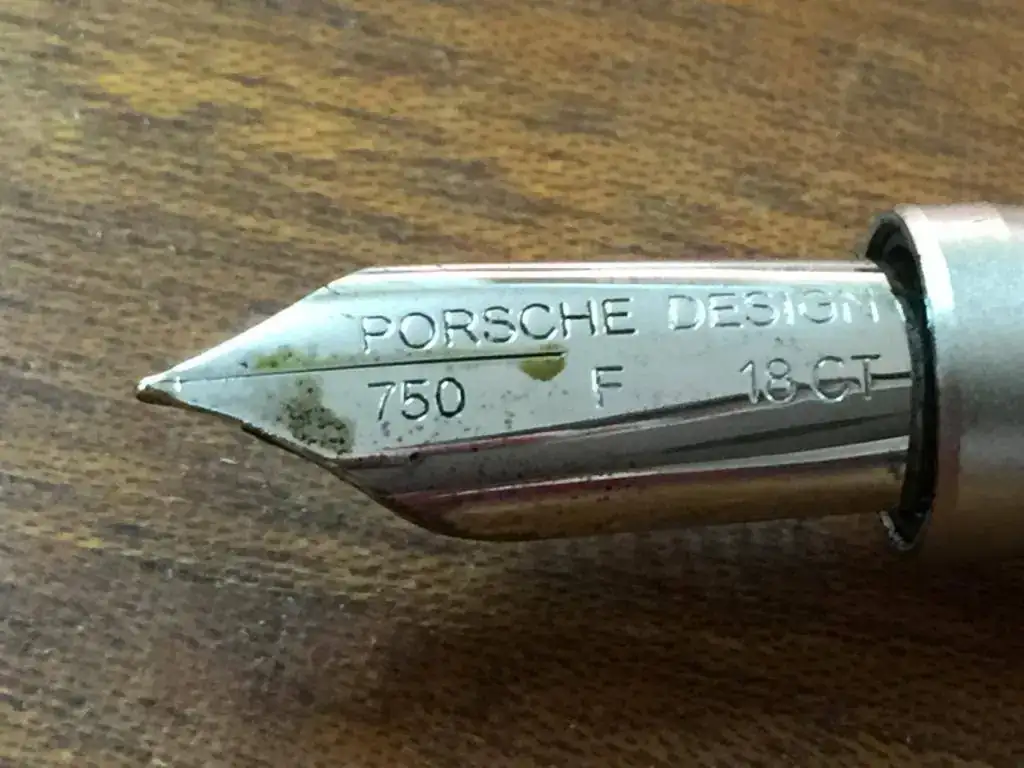 PORSCHE DESIGN
750 F 18 CT